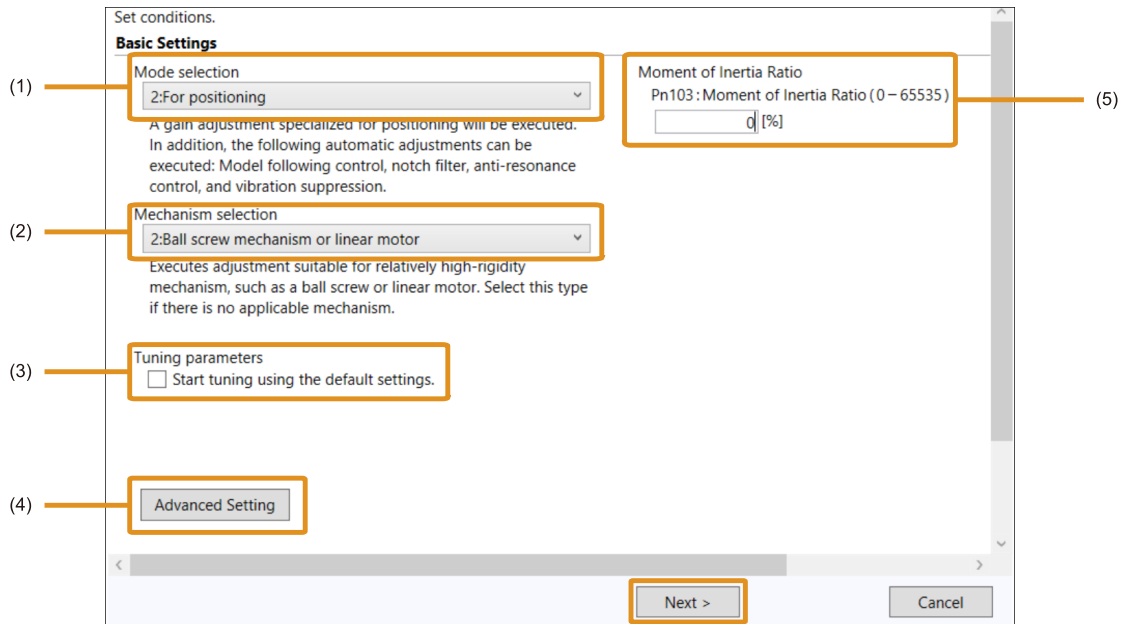 Set conditions.
Basic Settings
(1)
Mode selection
2:For positioning
A gain adjustment specialized for positioning will be executed.
In addition, the following automatic adjustments can be
executed: Model following control, notch filter, anti-resonance
control, and vibration suppression.
(2)
Mechanism selection
2:Ball screw mechanism or linear motor
Executes adjustment suitable for relatively high-rigidity
mechanism, such as a ball screw or linear motor. Select this type
if there is no applicable mechanism.
(3)
Tuning parameters
Start tuning using the default settings.
(4)
Advanced Setting
Moment of Inertia Ratio
Pn103 : Moment of Inertia Ratio ( 0 – 65535 )
0 [%]
(5)
Next >
Cancel